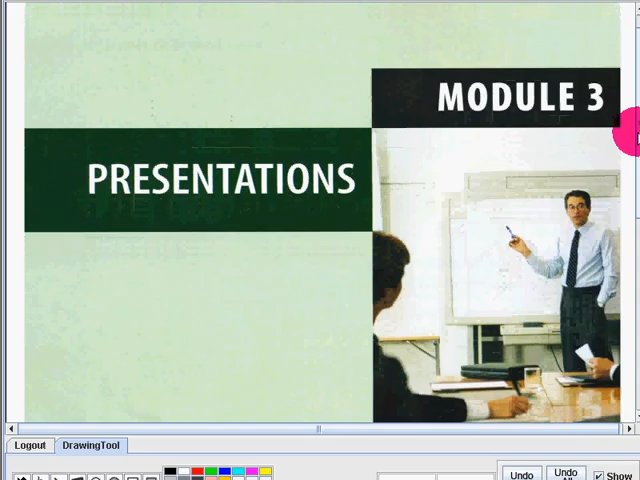 MODULE 3
PRESENTATIONS
Logout
DrawingTool
Undo
Undo
All
Show